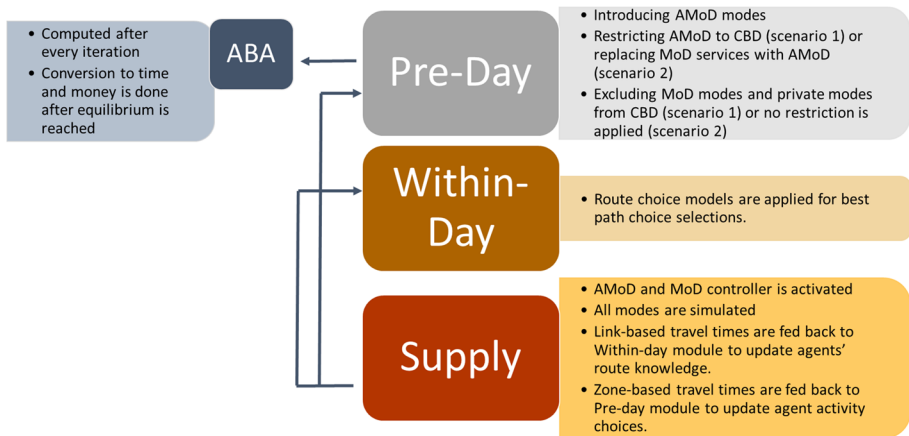 • Computed after
every iteration
• Conversion to time
and money is done
after equilibrium is
reached
ABA
Pre-Day
• Introducing AMoD modes
• Restricting AMoD to CBD (scenario 1) or
replacing MoD services with AMoD
(scenario 2)
• Excluding MoD modes and private modes
from CBD (scenario 1) or no restriction is
applied (scenario 2)
Within-
Day
• Route choice models are applied for best
path choice selections.
Supply
• AMoD and MoD controller is activated
• All modes are simulated
• Link-based travel times are fed back to
Within-day module to update agents'
route knowledge.
• Zone-based travel times are fed back to
Pre-day module to update agent activity
choices.